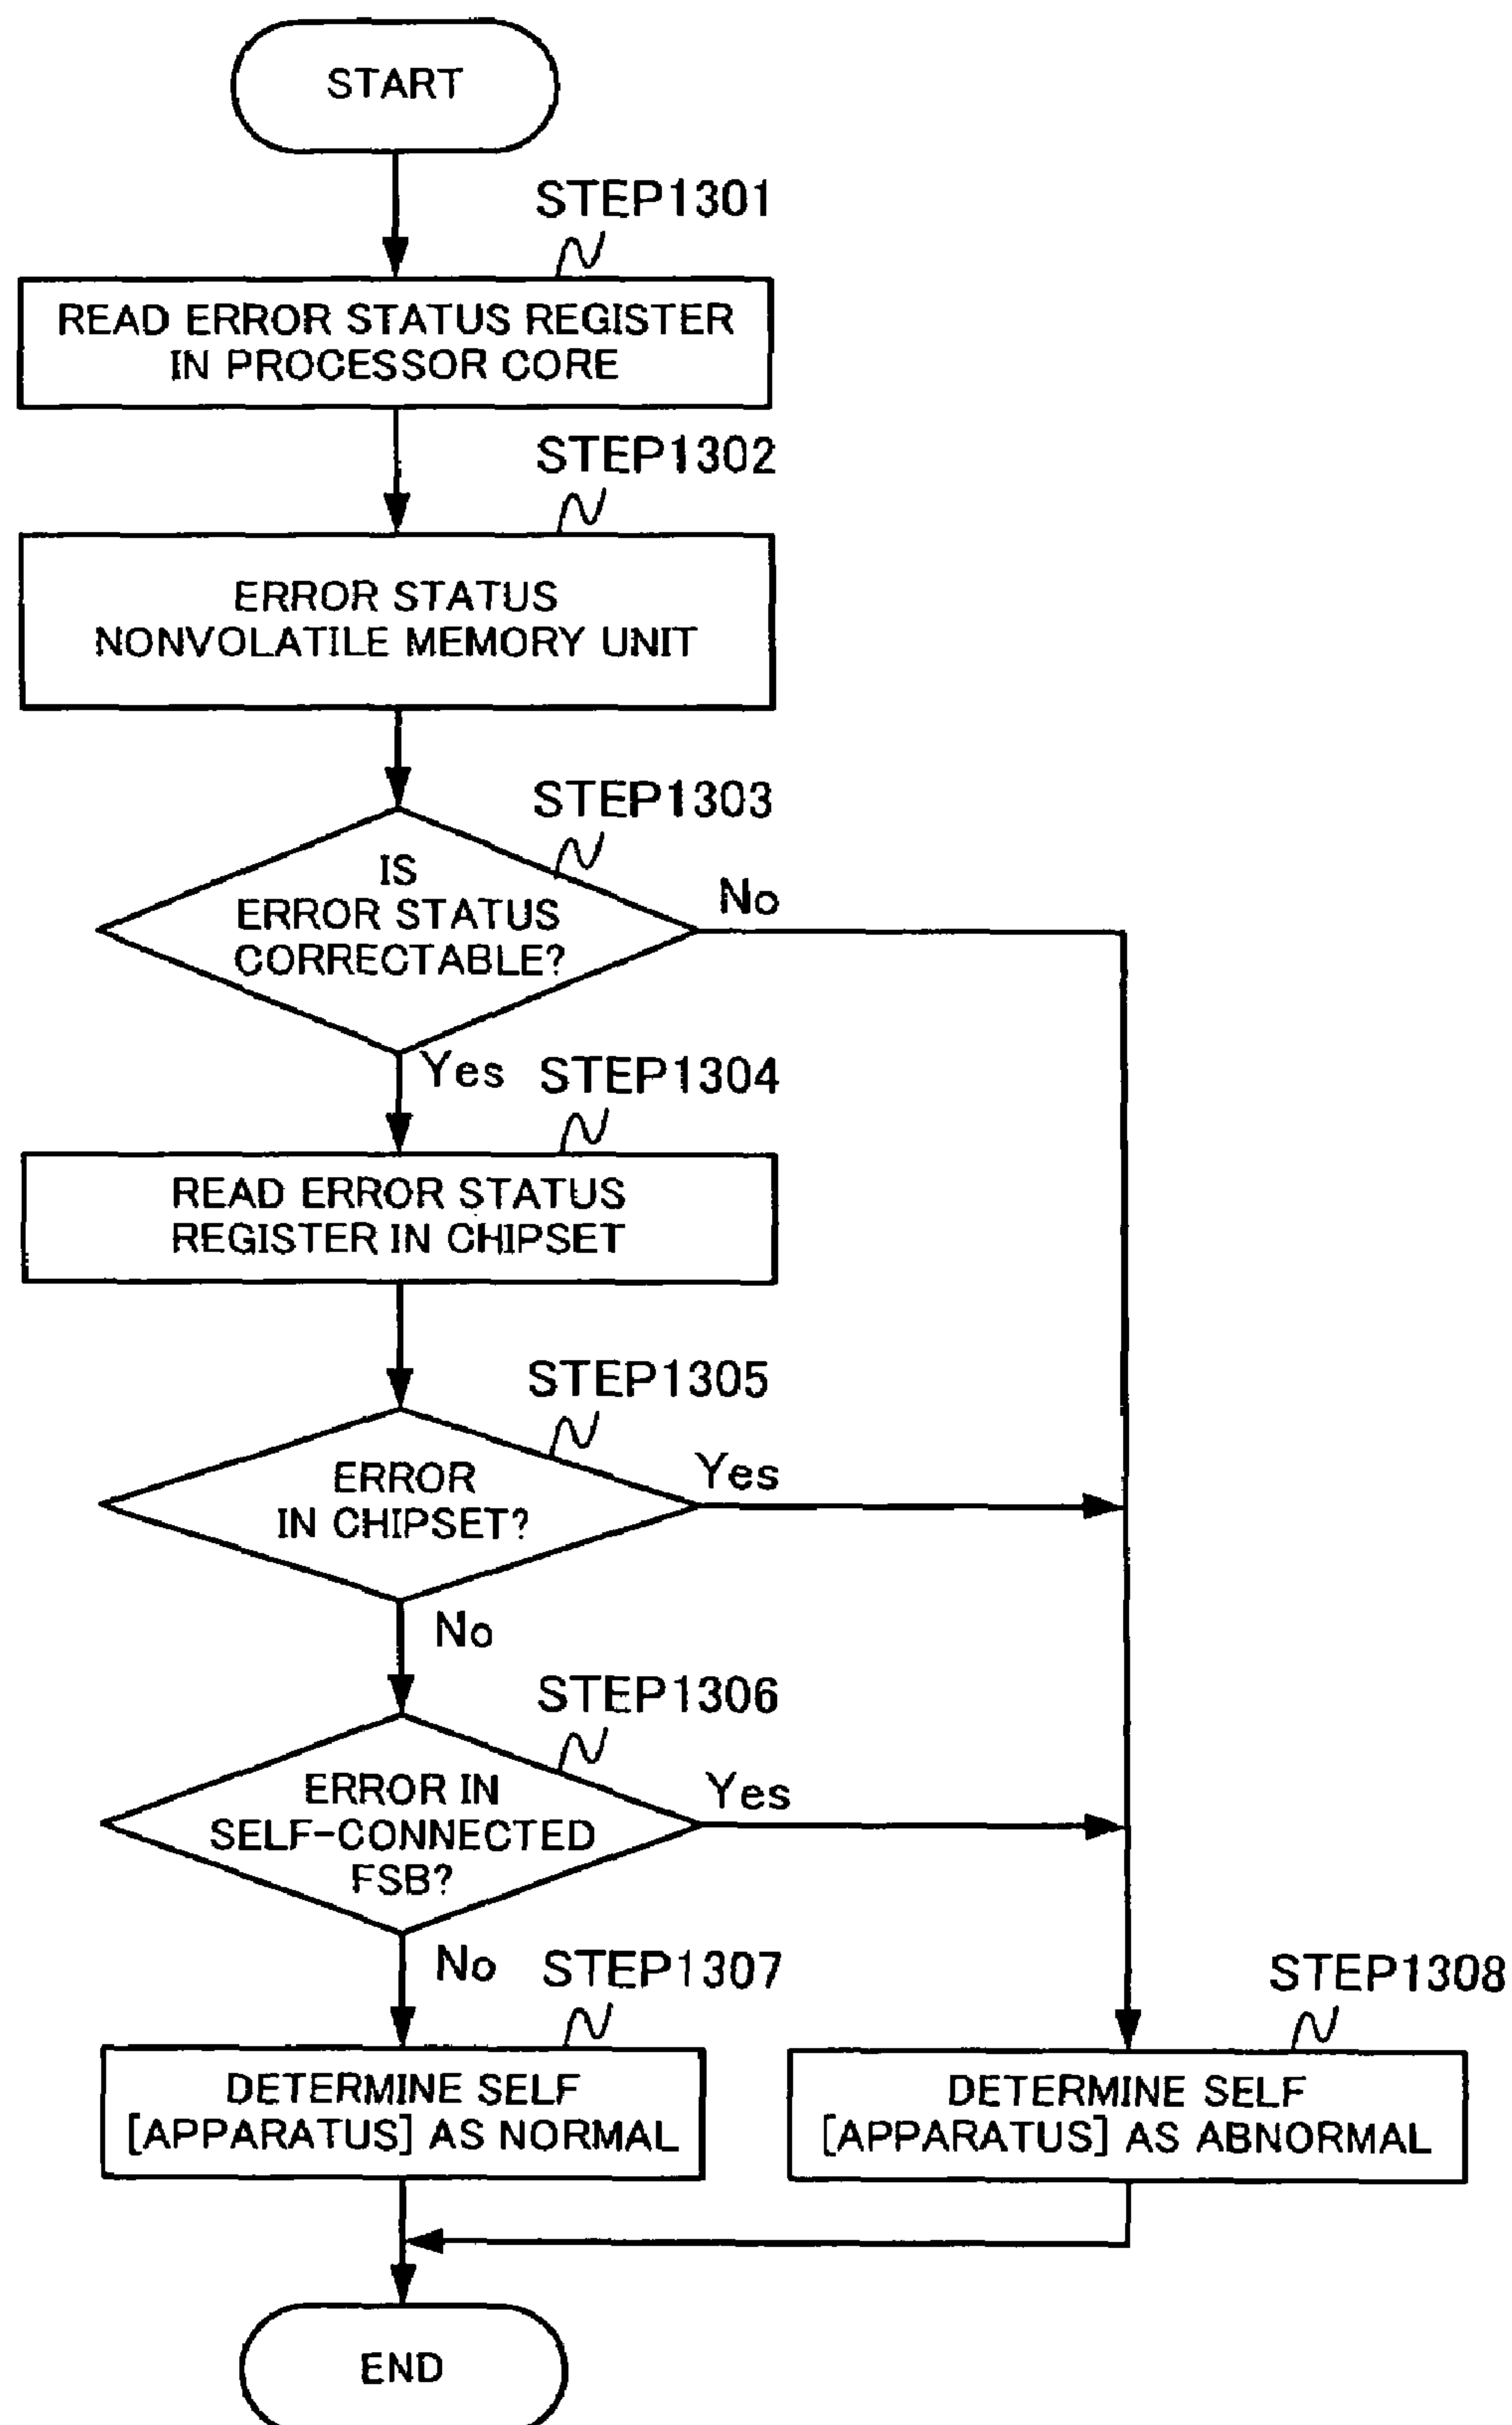 START
STEP1301
READ ERROR STATUS REGISTER
IN PROCESSOR CORE
STEP1302
ERROR STATUS
NONVOLATILE MEMORY UNIT
STEP1303
IS
ERROR STATUS
CORRECTABLE?
No
Yes
STEP1304
READ ERROR STATUS
REGISTER IN CHIPSET
STEP1305
ERROR
IN CHIPSET?
Yes
No
STEP1306
ERROR IN
SELF-CONNECTED
FSB?
Yes
No
STEP1307
DETERMINE SELF
[APPARATUS] AS NORMAL
STEP1308
DETERMINE SELF
[APPARATUS] AS ABNORMAL
END